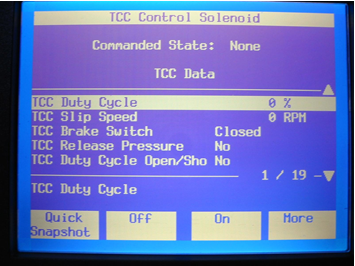 TCC Control Solenoid
Commanded State: None
TCC Data
TCC Duty Cycle 0 %
TCC Slip Speed 0 RPM
TCC Brake Switch Closed
TCC Release Pressure No
TCC Duty Cycle Open/Sho No
1 / 19
TCC Duty Cycle
Quick Snapshot Off On More